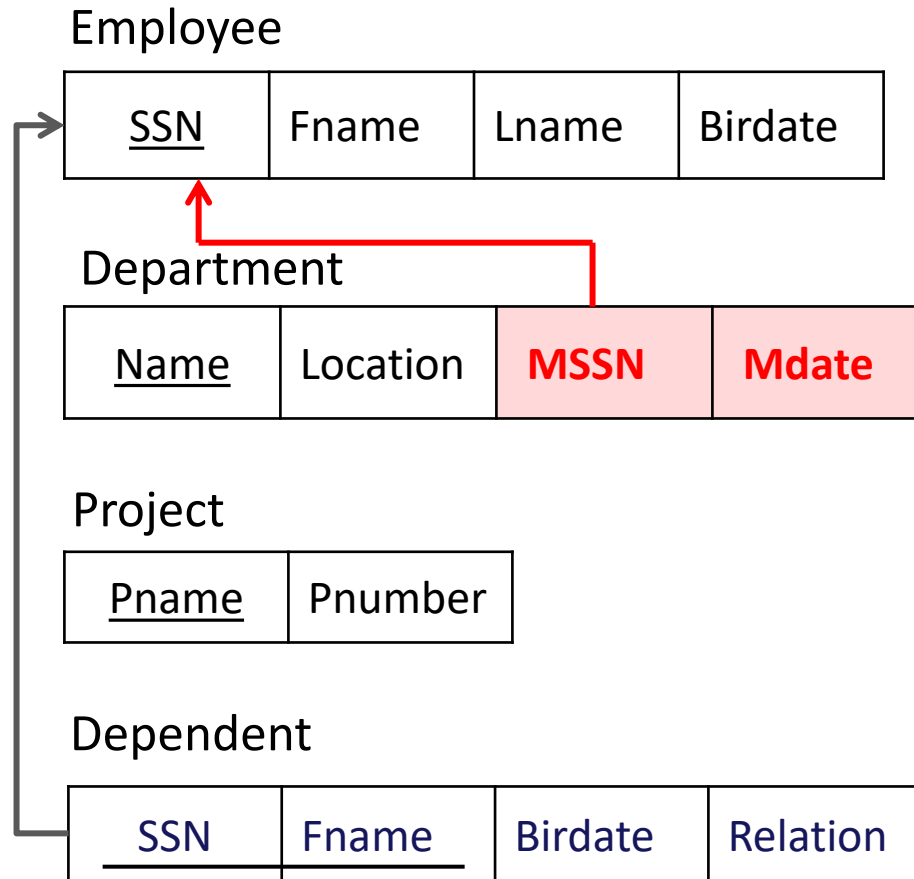 Employee
SSN Fname Lname Birdate
Department
Name Location MSSN Mdate
Project
Pname Pnumber
Dependent
SSN Fname Birdate Relation